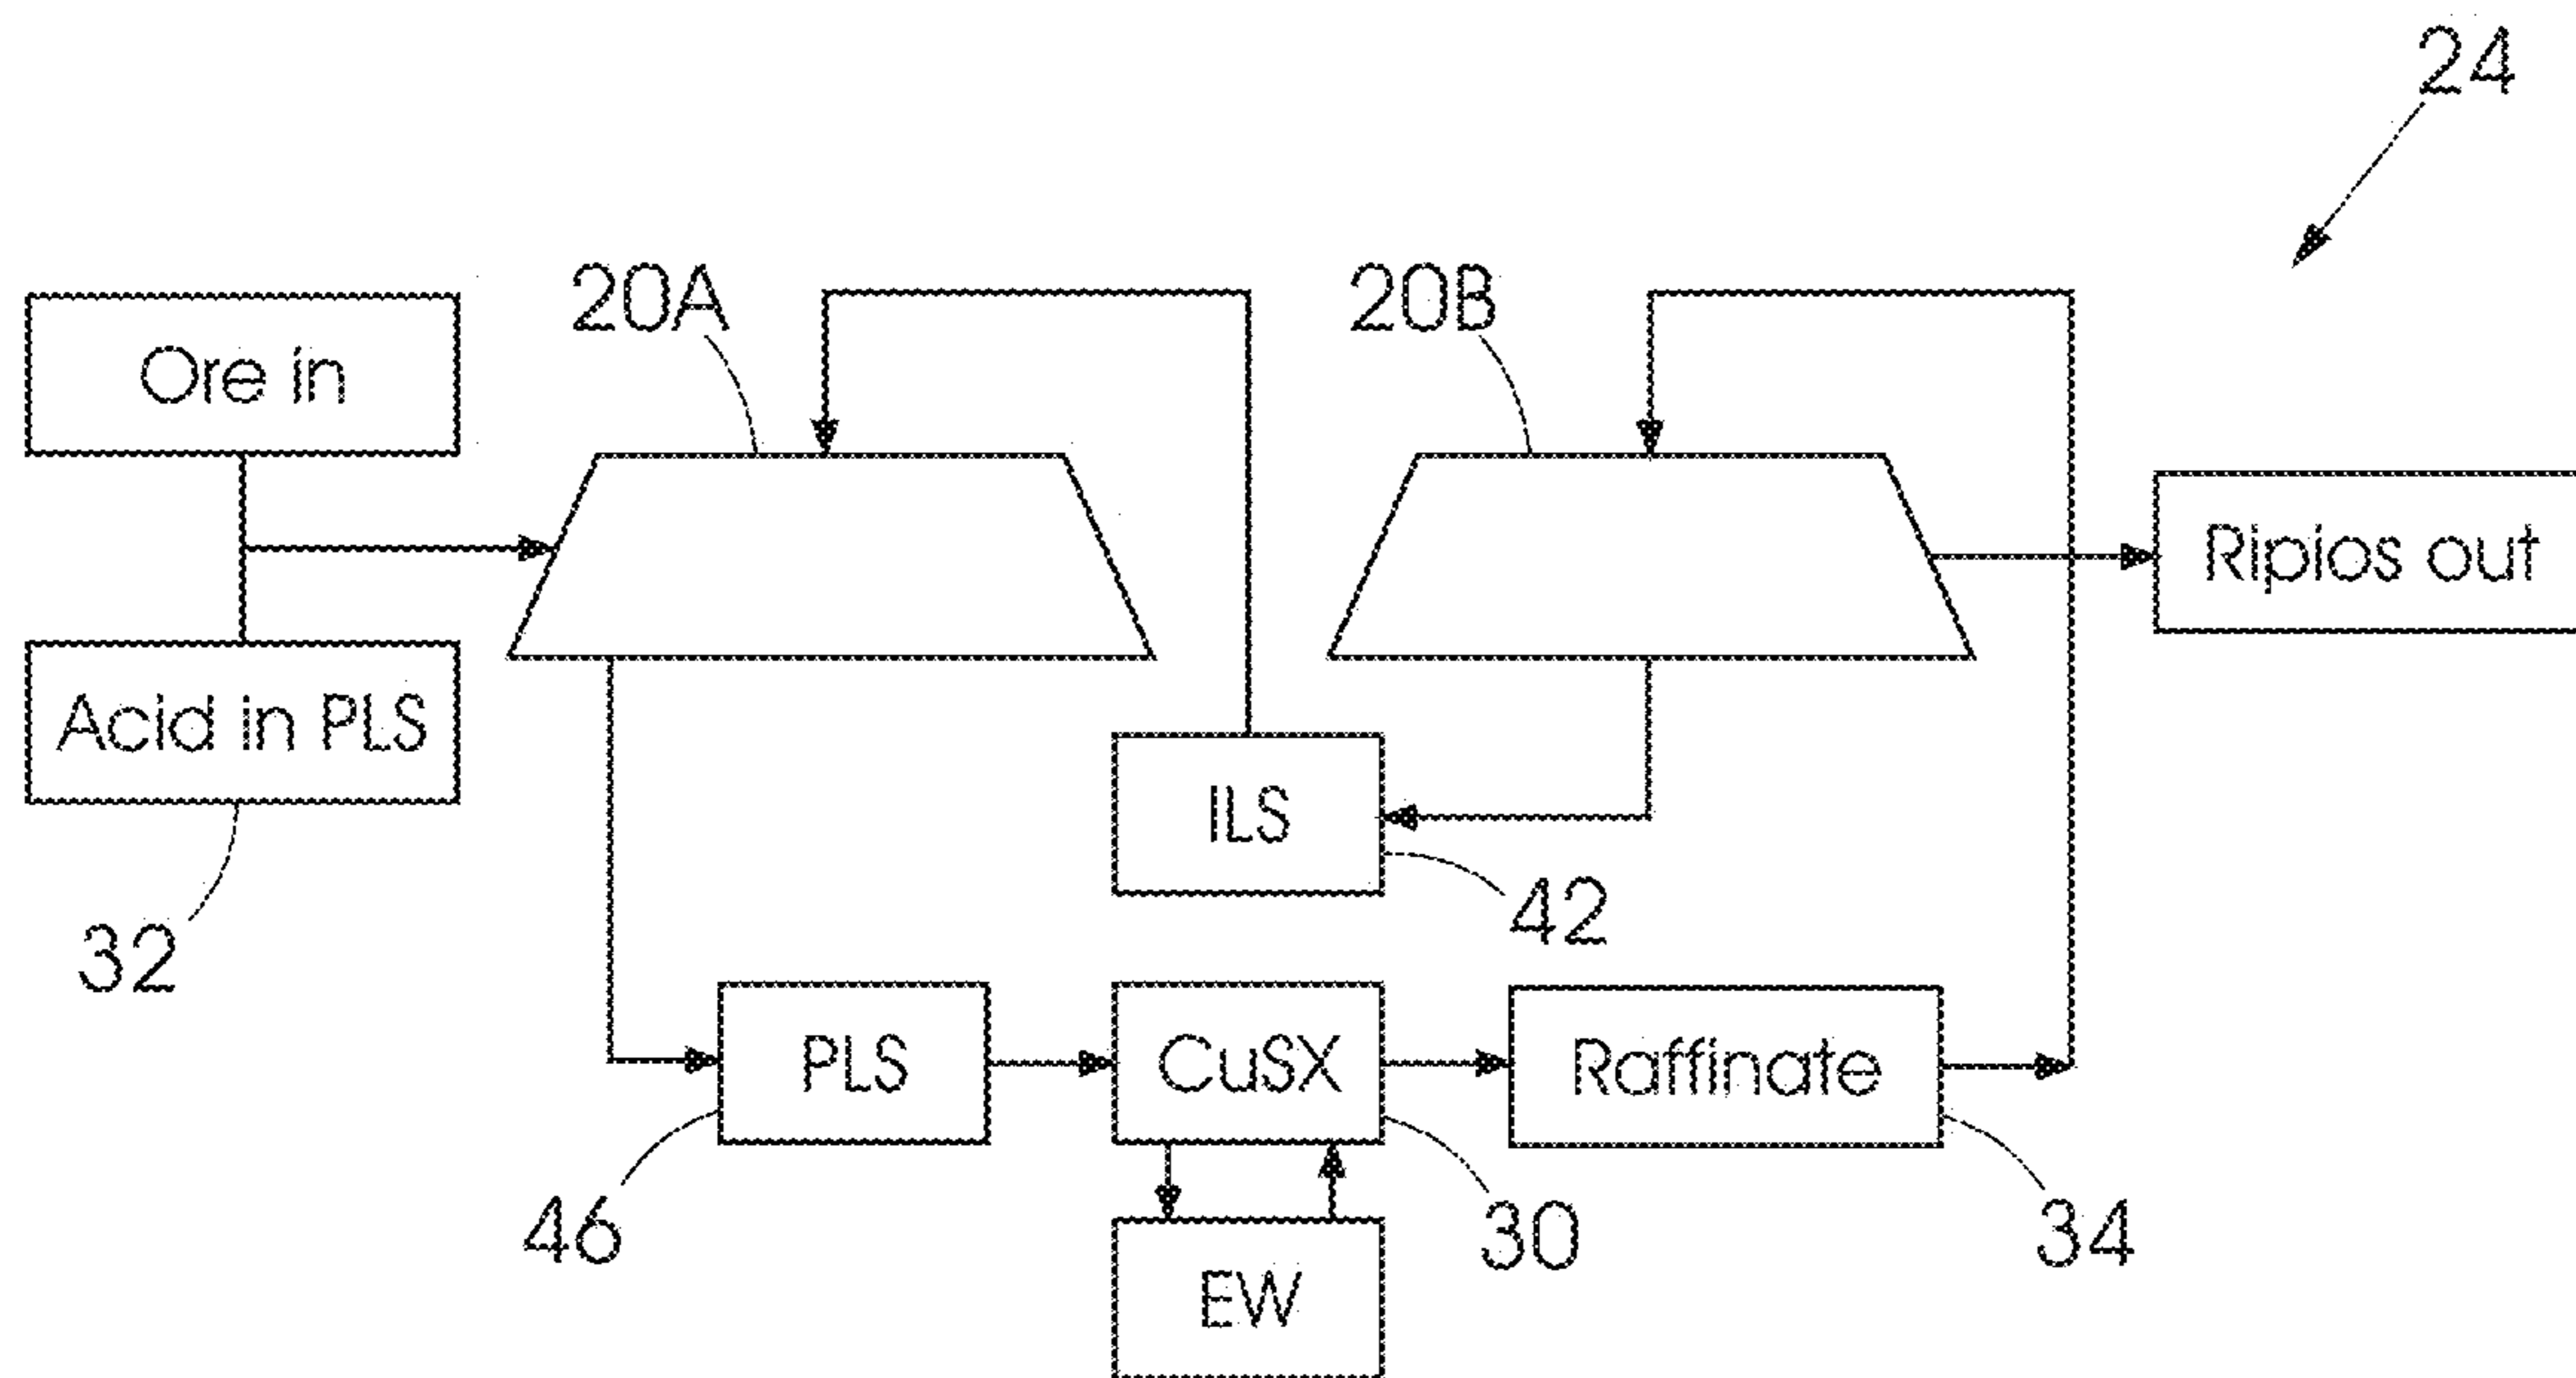 24
20A
20B
Ore in
Ripios out
Acid in PLS
ILS
42
32
PLS
CuSX
Raffinate
46
30
34
EW